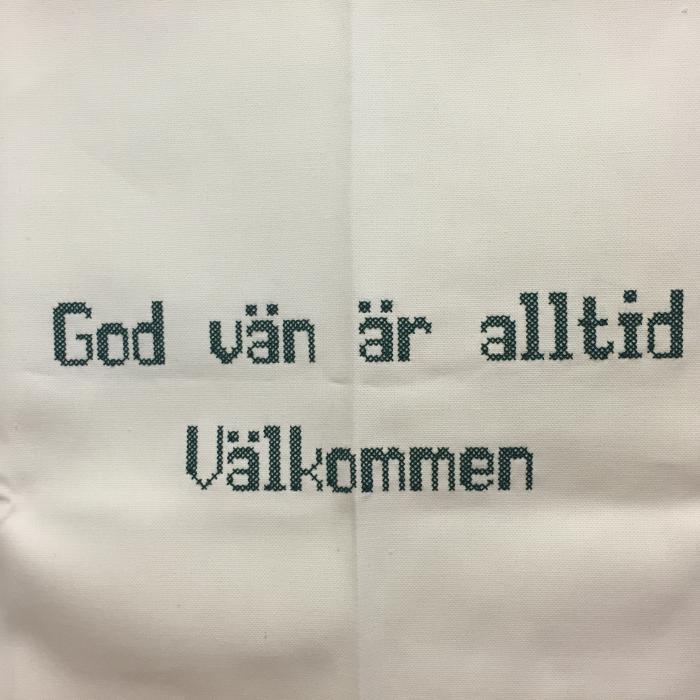 God vän är alltid
Välkommen